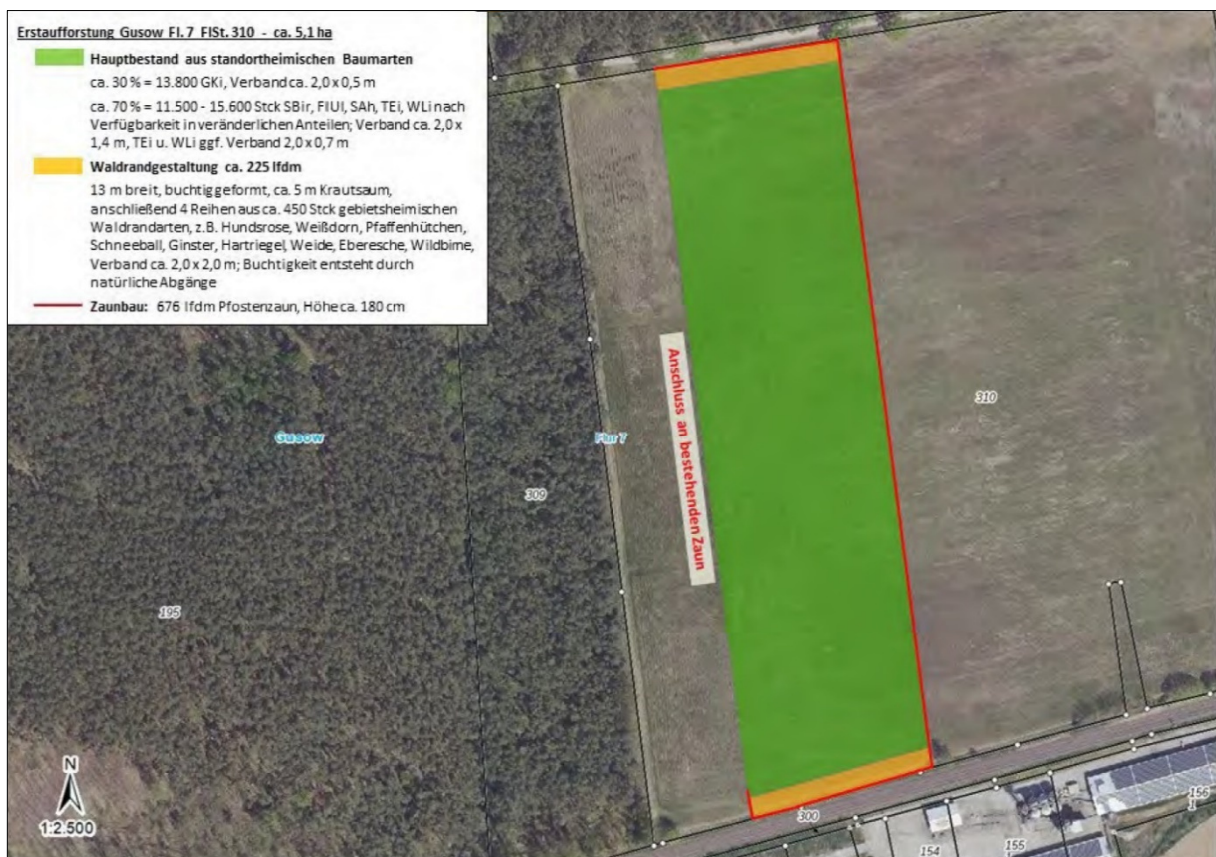 Erstaufforstung Gusow Fl. 7 FlSt. 310 - ca. 5,1 ha
Hauptbestand aus standortheimischen Baumarten
ca. 30 % = 13.800 GKi, Verband ca. 2,0 x 0,5 m
ca. 70 % = 11.500 - 15.600 Stck SBir, FlUl, SAh, TEi, WLi nach
Verfügbarkeit in veränderlichen Anteilen; Verband ca. 2,0 x
1,4 m, TEi u. WLi ggf. Verband 2,0 x 0,7 m
Waldrandgestaltung ca. 225 lfdm
13 m breit, buchtig geformt, ca. 5 m Krautsaum,
anschließend 4 Reihen aus ca. 450 Stck gebietsheimischen
Waldrandarten, z.B. Hundsrose, Weißdorn, Pfaffenhütchen,
Schneeball, Ginster, Hartriegel, Weide, Eberesche, Wildbirne,
Verband ca. 2,0 x 2,0 m; Buchtigkeit entsteht durch
natürliche Abgänge
Zaunbau: 676 lfdm Pfostenzaun, Höhe ca. 180 cm
Anschluss an bestehenden Zaun
310
Gusow
Flur 7
309
195
N
1:2.500
300
154
155
156
1